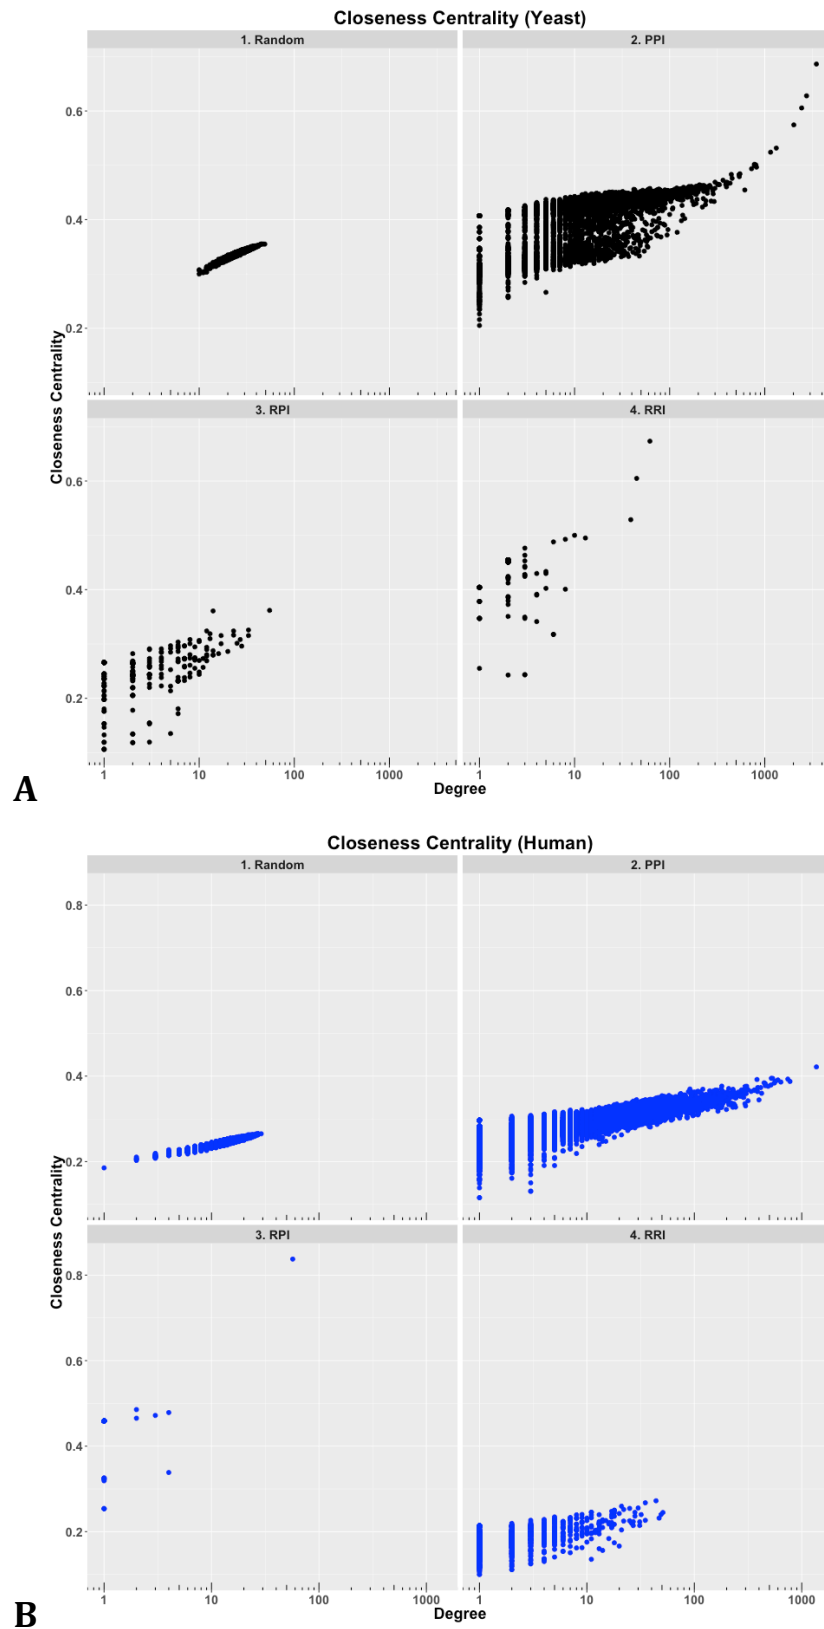 Closeness Centrality (Yeast)
1. Random
2. PPI
0.6
0.4
0.2
3. RPI
4. RRI
0.6
0.4
0.2
1 10 100 1000
1 10 100 1000
Closeness Centrality
Degree
A
Closeness Centrality (Human)
1. Random
2. PPI
0.8
0.6
0.4
0.2
3. RPI
4. RRI
0.8
0.6
0.4
0.2
1 10 100 1000
1 10 100 1000
Closeness Centrality
Degree
B